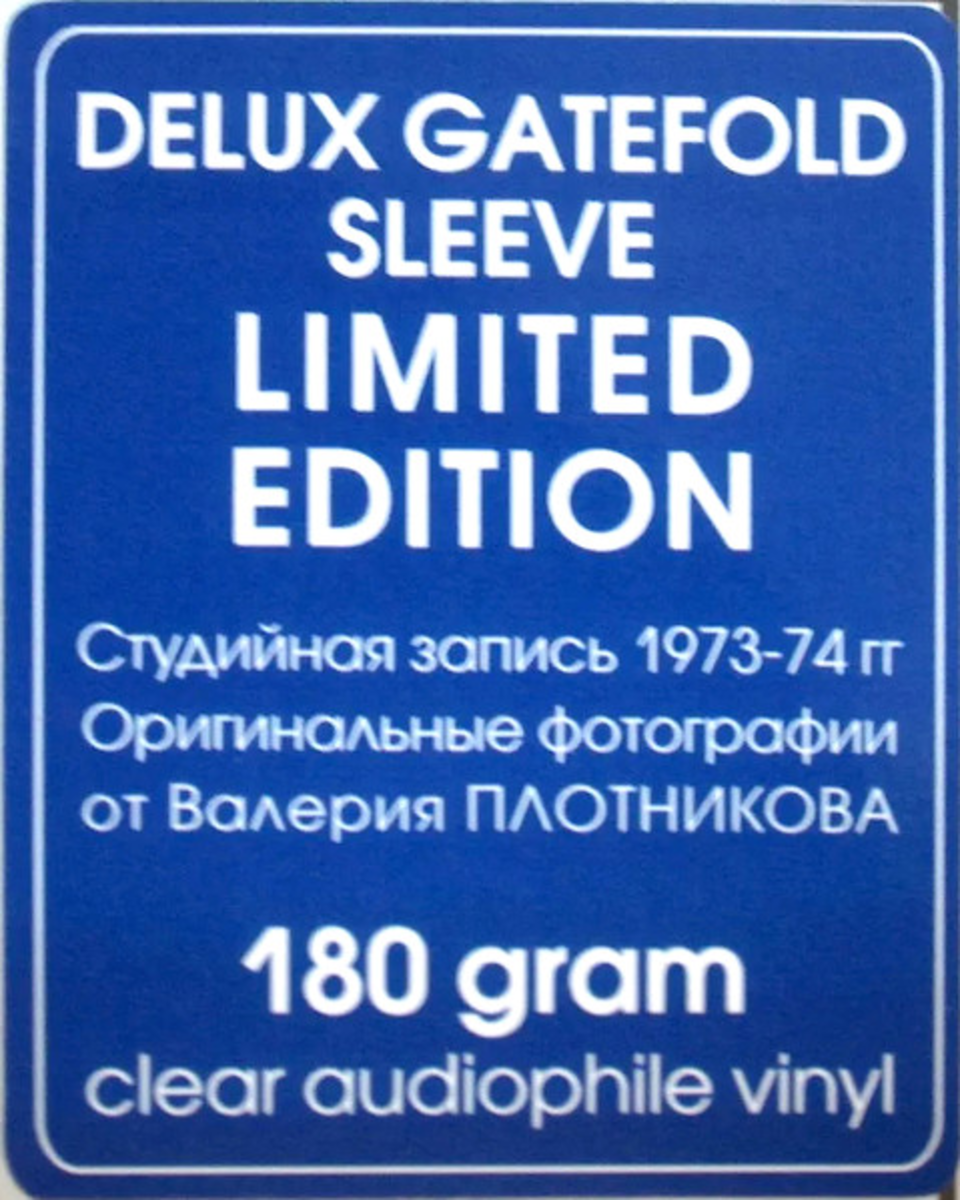 DELUX GATEFOLD
SLEEVE
LIMITED
EDITION
Студийная запись 1973-74 гг
Оригинальные фотографии
от Валерия ПЛОТНИКОВА
180 gram
clear audiophile vinyl